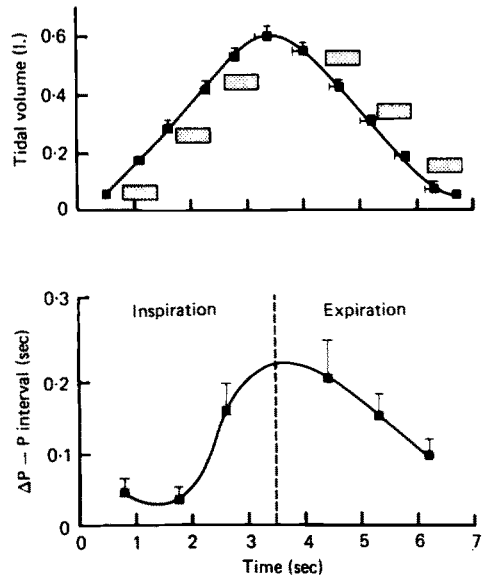 Tidal volume (l.)
0·6
0·4
0·2
0
ΔP – P interval (sec)
0·3
0·2
0·1
0
Inspiration
Expiration
0 1 2 3 4 5 6 7
Time (sec)